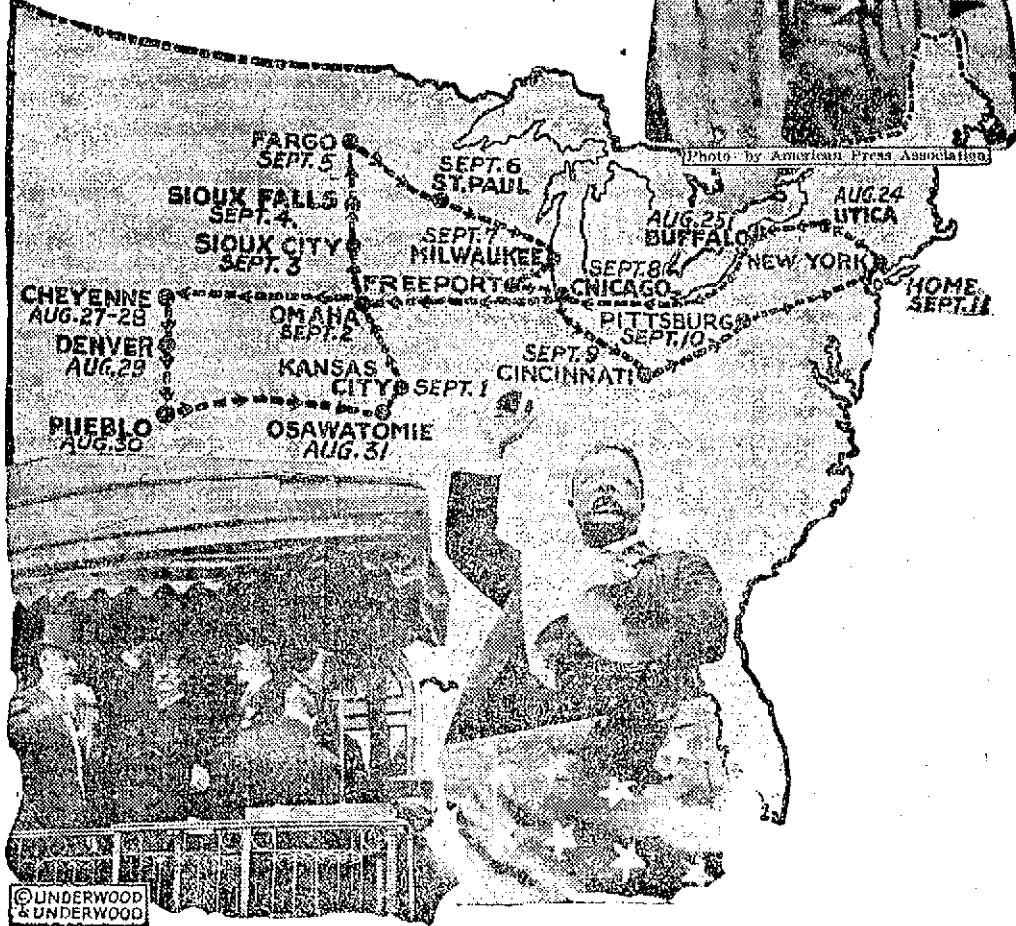 Photo by American Press Association.
FARGO
SEPT. 5
SEPT. 6
ST. PAUL
AUG. 24
UTICA
SIOUX FALLS
SEPT. 4.
AUG. 25
BUFFALO
SEPT. 7
MILWAUKEE
SIOUX CITY
SEPT. 3
NEW YORK
SEPT. 8
CHICAGO
FREEPORT
HOME.
SEPT. 11
CHEYENNE
AUG. 27-28
OMAHA
SEPT. 2
PITTSBURG
SEPT. 10
DENVER
AUG. 29
SEPT. 9
CINCINNATI
KANSAS
CITY
SEPT. 1
PUEBLO
AUG. 30
OSAWATOMIE
AUG. 31
© UNDERWOOD
& UNDERWOOD